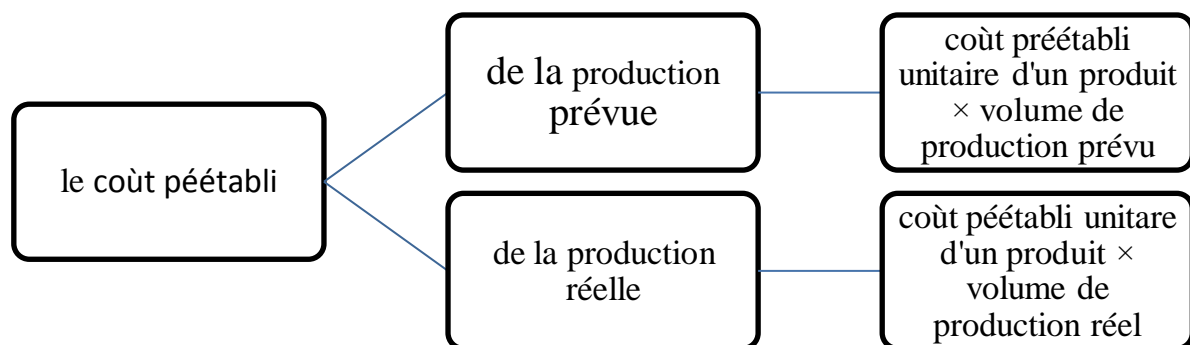 le coùt péétabli
de la production
prévue
coùt préétabli
unitaire d'un produit
× volume de
production prévu
de la production
réelle
coùt péétabli unitare
d'un produit ×
volume de
production réel